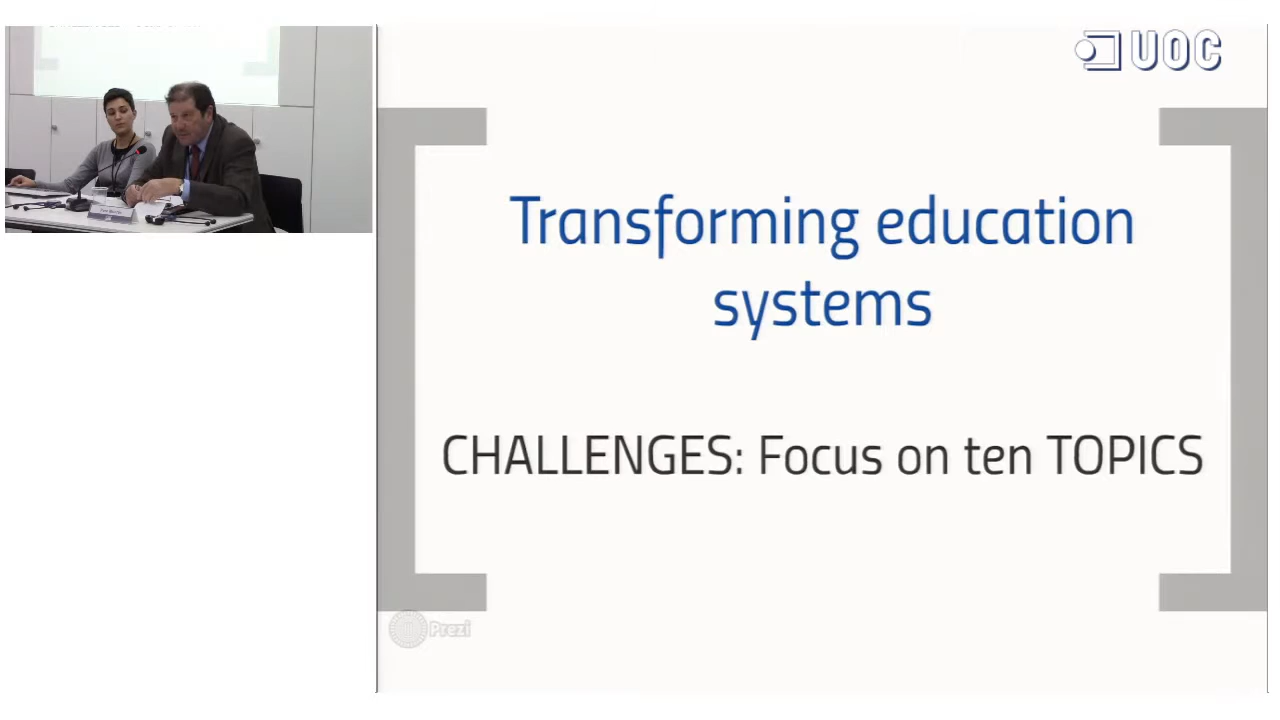 UOC
Transforming education
systems
CHALLENGES: Focus on ten TOPICS
Prezi